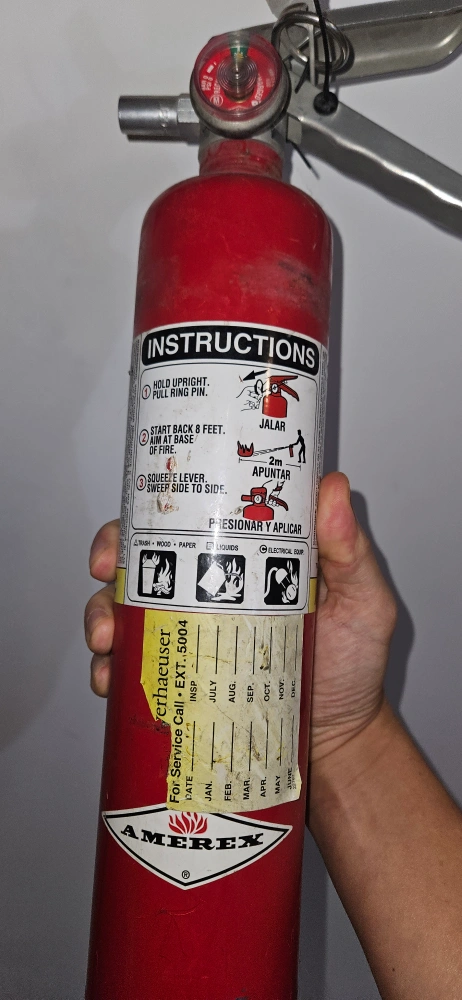 INSTRUCTIONS
1 HOLD UPRIGHT.
PULL RING PIN.
JALAR
2 START BACK 8 FEET.
AIM AT BASE
OF FIRE.
2m
APUNTAR
3 SQUEEZE LEVER.
SWEEP SIDE TO SIDE.
PRESIONAR Y APLICAR
A TRASH • WOOD • PAPER
B LIQUIDS
C ELECTRICAL EQUIP.
erhaeuser
For Service Call • EXT. 5004
DATE INSP.
JAN. JULY
FEB. AUG.
MAR. SEP.
APR. OCT.
MAY NOV.
JUNE DEC.
AMEREX
®